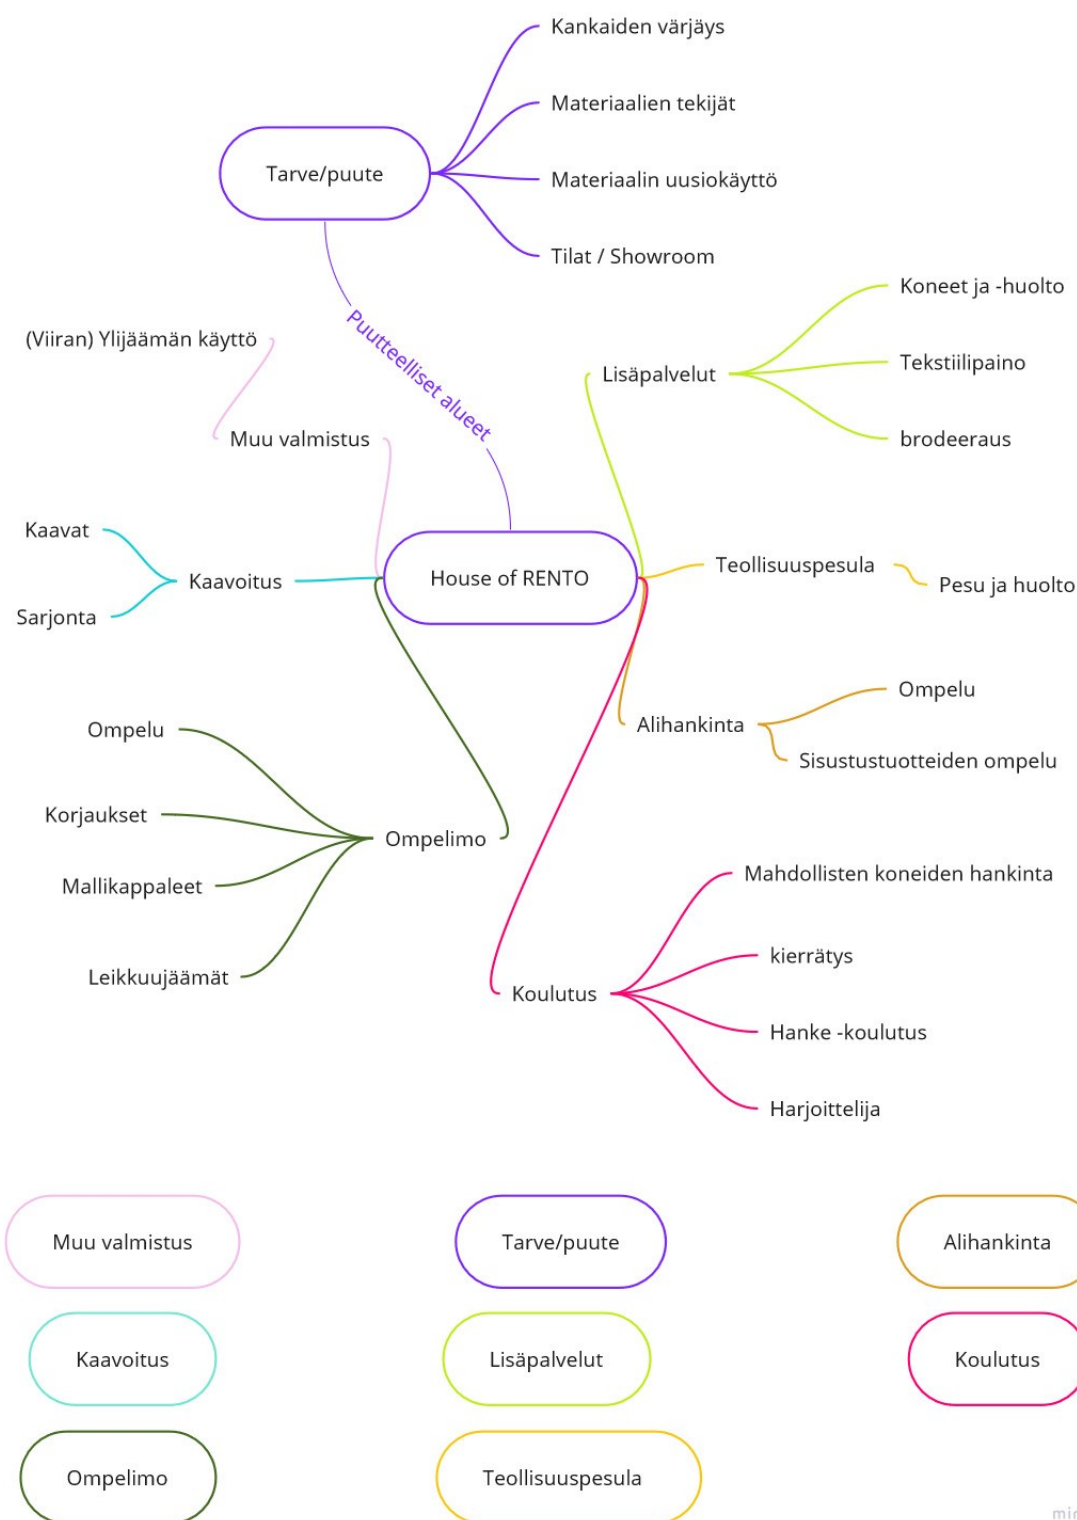 Kankaiden värjäys
Materiaalien tekijät
Tarve/puute
Materiaalin uusiokäyttö
Tilat / Showroom
Puutteelliset alueet
(Viiran) Ylijäämän käyttö
Muu valmistus
Koneet ja -huolto
Lisäpalvelut
Tekstiilipaino
brodeeraus
Kaavat
Kaavoitus
Sarjonta
House of RENTO
Teollisuuspesula
Pesu ja huolto
Alihankinta
Ompelu
Sisustustuotteiden ompelu
Ompelu
Korjaukset
Ompelimo
Mallikappaleet
Leikkuujäämät
Mahdollisten koneiden hankinta
kierrätys
Koulutus
Hanke -koulutus
Harjoittelija
Muu valmistus
Tarve/puute
Alihankinta
Kaavoitus
Lisäpalvelut
Koulutus
Ompelimo
Teollisuuspesula